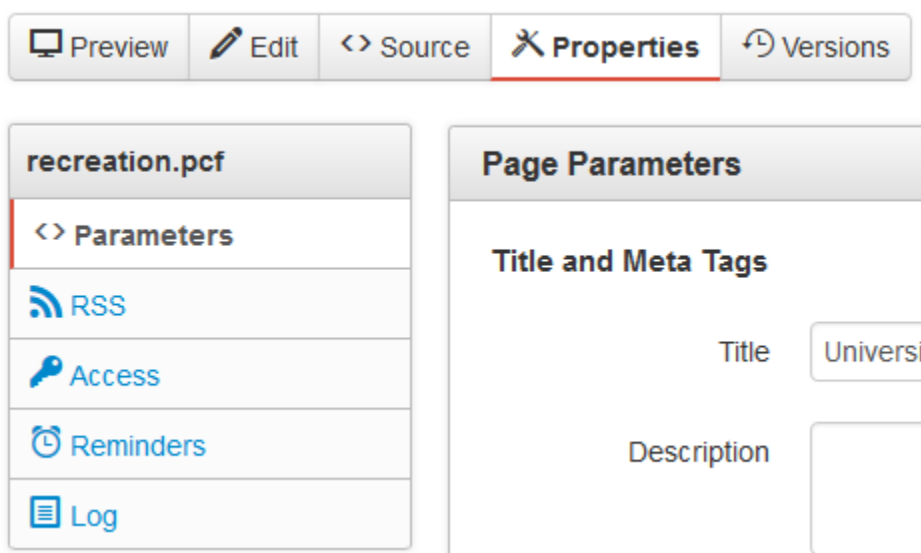 Preview Edit Source Properties Versions
recreation.pcf
Parameters
RSS
Access
Reminders
Log
Page Parameters
Title and Meta Tags
Title Universi
Description